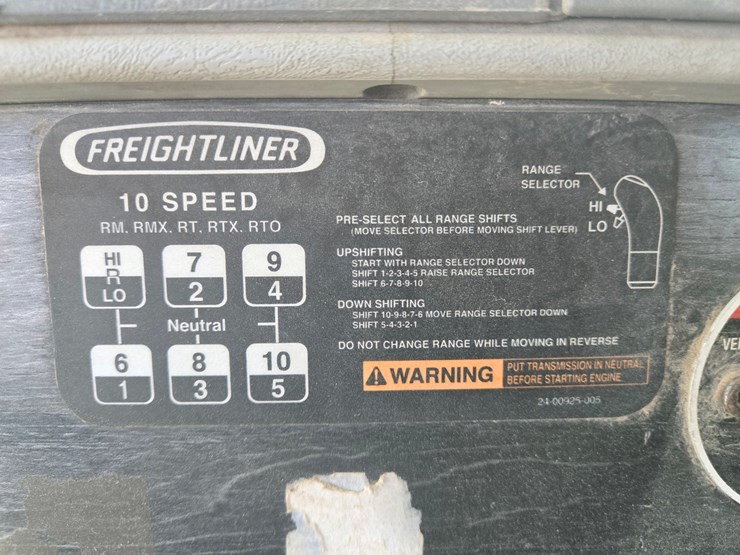 FREIGHTLINER
10 SPEED
RM. RMX. RT. RTX. RTO
HI
R
LO
7
2
9
4
Neutral
6
1
8
3
10
5
RANGE
SELECTOR
HI
LO
PRE-SELECT ALL RANGE SHIFTS
(MOVE SELECTOR BEFORE MOVING SHIFT LEVER)
UPSHIFTING
START WITH RANGE SELECTOR DOWN
SHIFT 1-2-3-4-5 RAISE RANGE SELECTOR
SHIFT 6-7-8-9-10
DOWN SHIFTING
SHIFT 10-9-8-7-6 MOVE RANGE SELECTOR DOWN
SHIFT 5-4-3-2-1
DO NOT CHANGE RANGE WHILE MOVING IN REVERSE
WARNING
PUT TRANSMISSION IN NEUTRAL
BEFORE STARTING ENGINE
24-00925-005